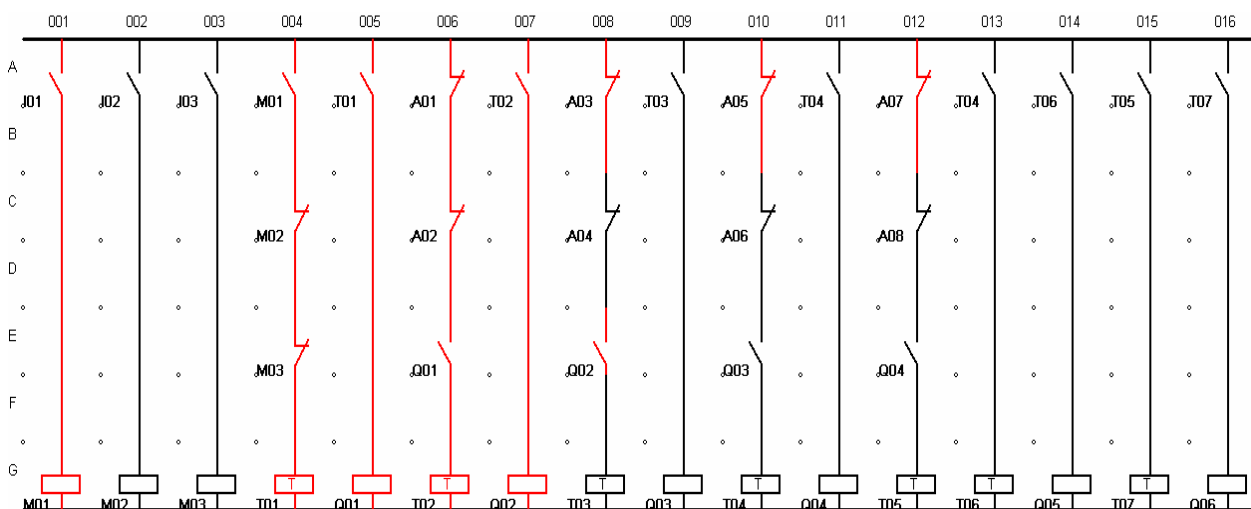 001 002 003 004 005 006 007 008 009 010 011 012 013 014 015 016
A
I01 I02 I03 M01 T01 A01 T02 A03 T03 A05 T04 A07 T04 T06 T05 T07
B
C
M02 A02 A04 A06 A08
D
E
M03 Q01 Q02 Q03 Q04
F
G
T T T T T T T
M01 M02 M03 T01 Q01 T02 Q02 T03 Q03 T04 Q04 T05 T06 Q05 T07 Q06